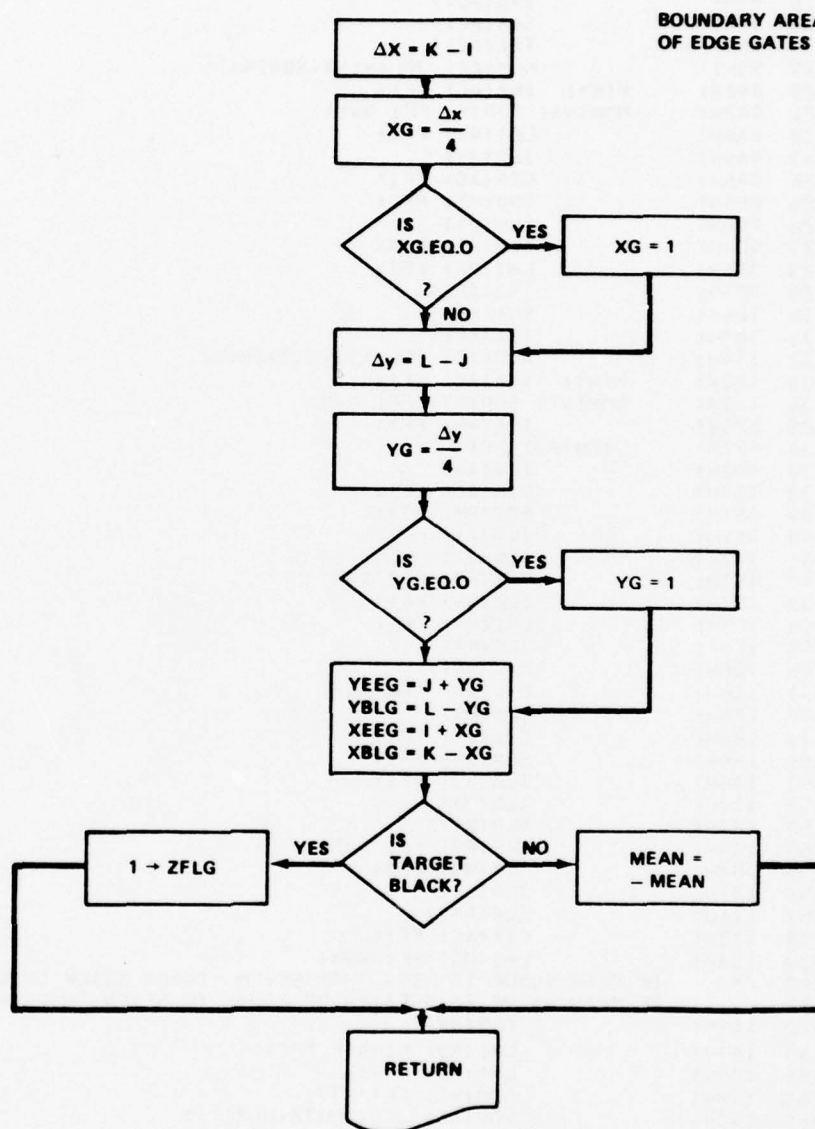 BOUNDARY AREA
OF EDGE GATES
ΔX = K – I
XG = Δx
4
IS
XG.EQ.O
?
YES
XG = 1
NO
Δy = L – J
YG = Δy
4
IS
YG.EQ.O
?
YES
YG = 1
YEEG = J + YG
YBLG = L – YG
XEEG = I + XG
XBLG = K – XG
IS
TARGET
BLACK?
YES
1 → ZFLG
NO
MEAN =
– MEAN
RETURN